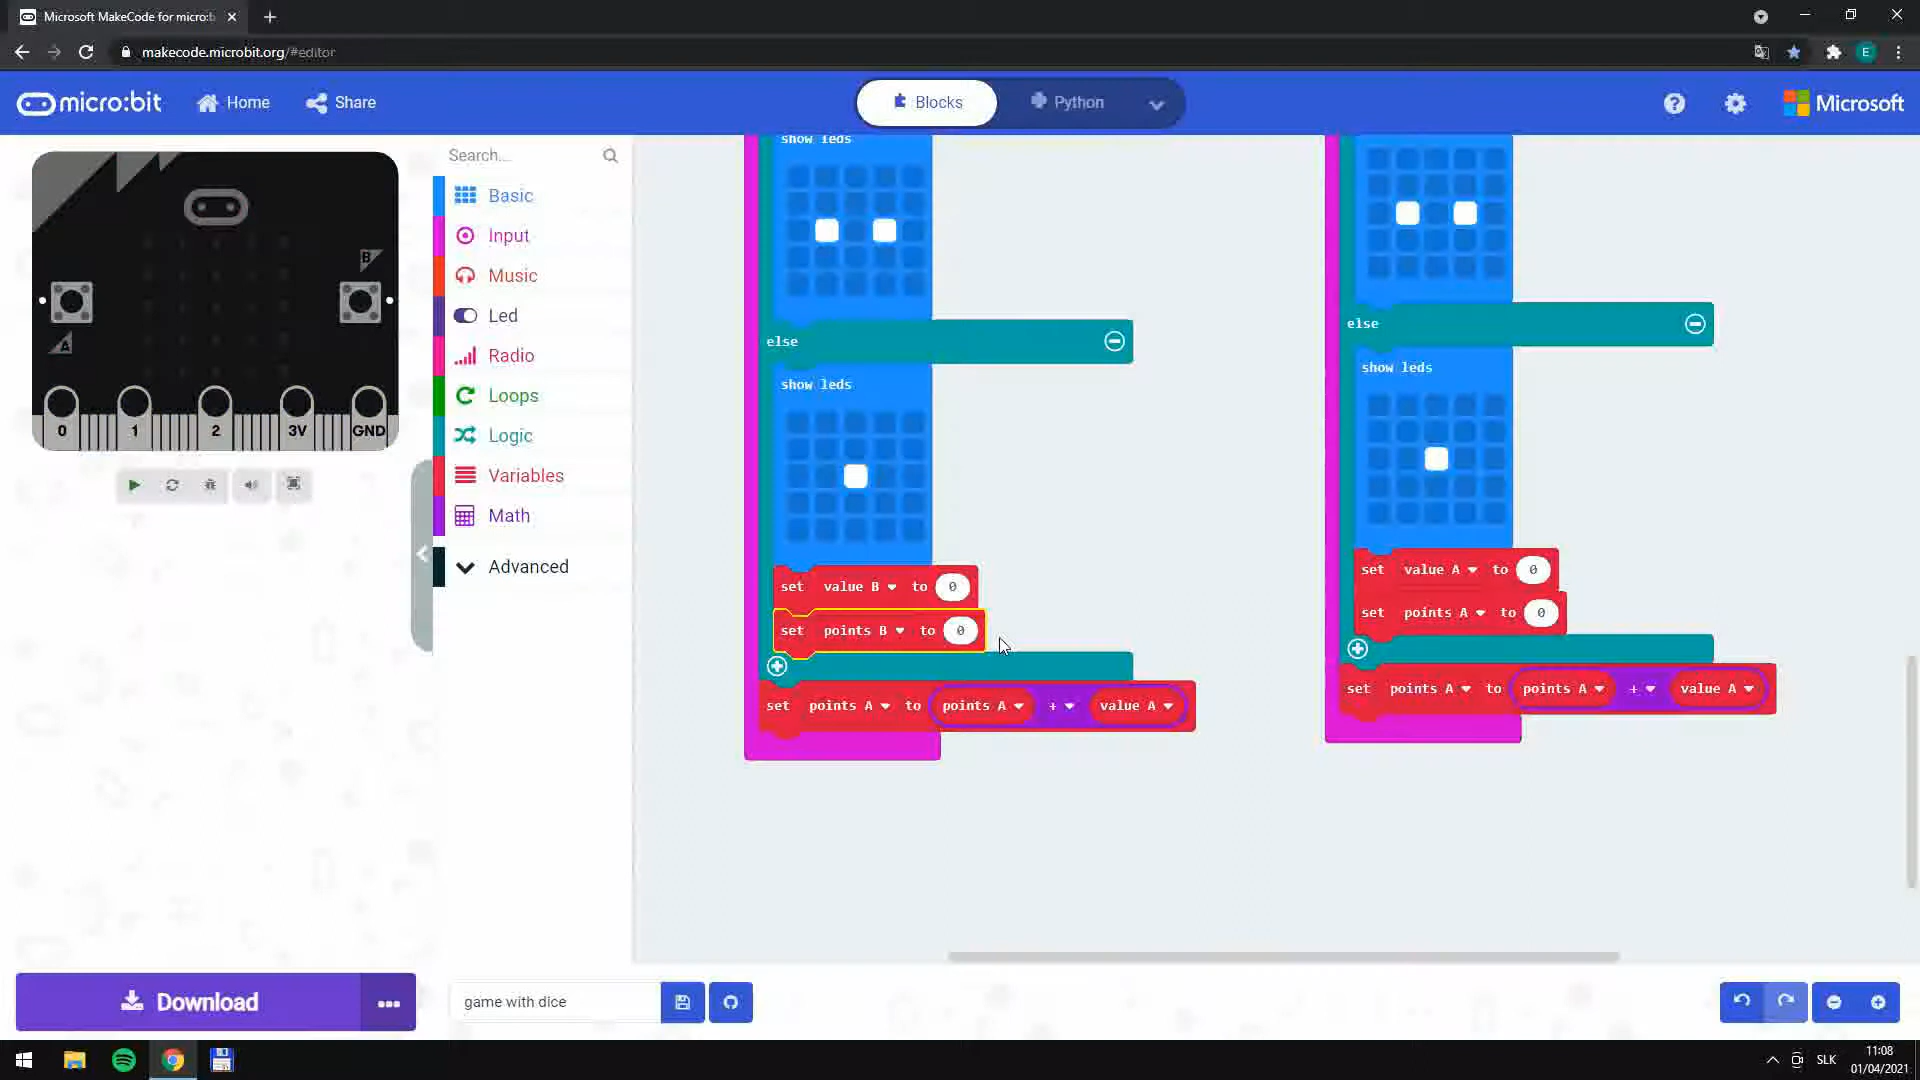 Microsoft MakeCode for micro:b
makecode.microbit.org/#editor
E
micro:bit
Home
Share
Blocks
Python
Microsoft
Search...
Basic
Input
Music
Led
Radio
Loops
Logic
Variables
Math
Advanced
B
A
0 1 2 3V GND
show leds
else
show leds
set value B to 0
set points B to 0
set points A to points A + value A
else
show leds
set value A to 0
set points A to 0
set points A to points A + value A
Download
game with dice
SLK
11:08
01/04/2021